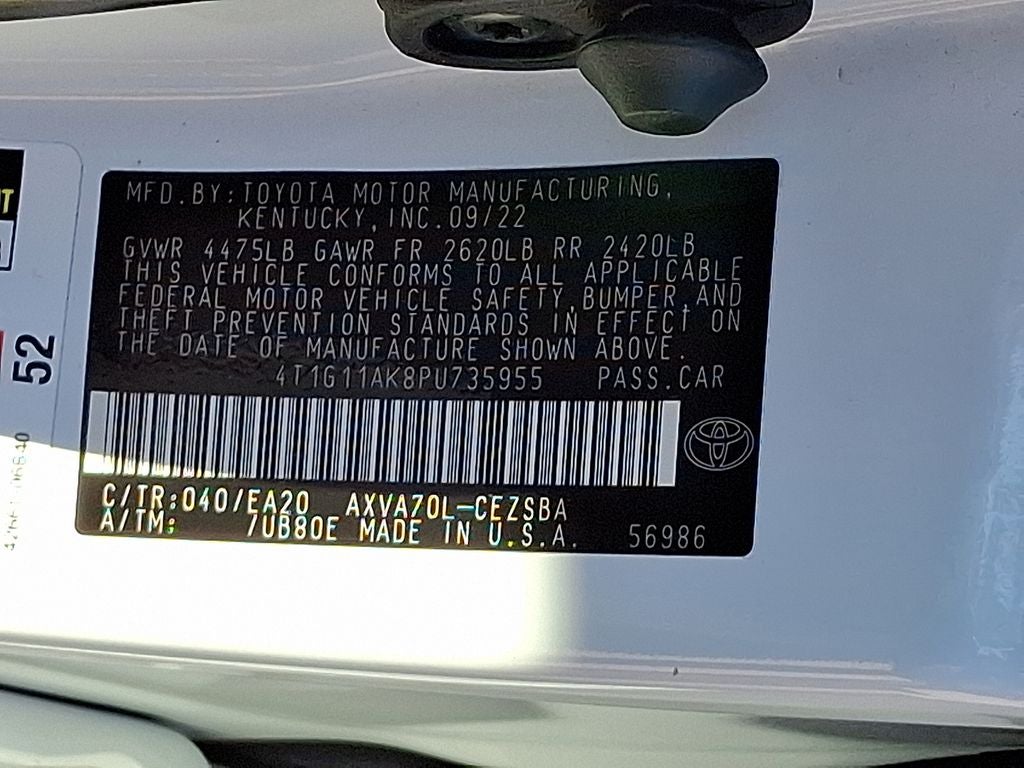 MFD.BY:TOYOTA MOTOR MANUFACTURING,
KENTUCKY,INC.09/22
GVWR 4475LB GAWR FR 2620LB RR 2420LB
THIS VEHICLE CONFORMS TO ALL APPLICABLE
FEDERAL MOTOR VEHICLE SAFETY,BUMPER,AND
THEFT PREVENTION STANDARDS IN EFFECT ON
THE DATE OF MANUFACTURE SHOWN ABOVE.
4T1G11AK8PU735955 PASS.CAR
C/TR:040/EA20 AXVA70L-CEZSBA
A/TM: /UB80E MADE IN U.S.A. 56986
52